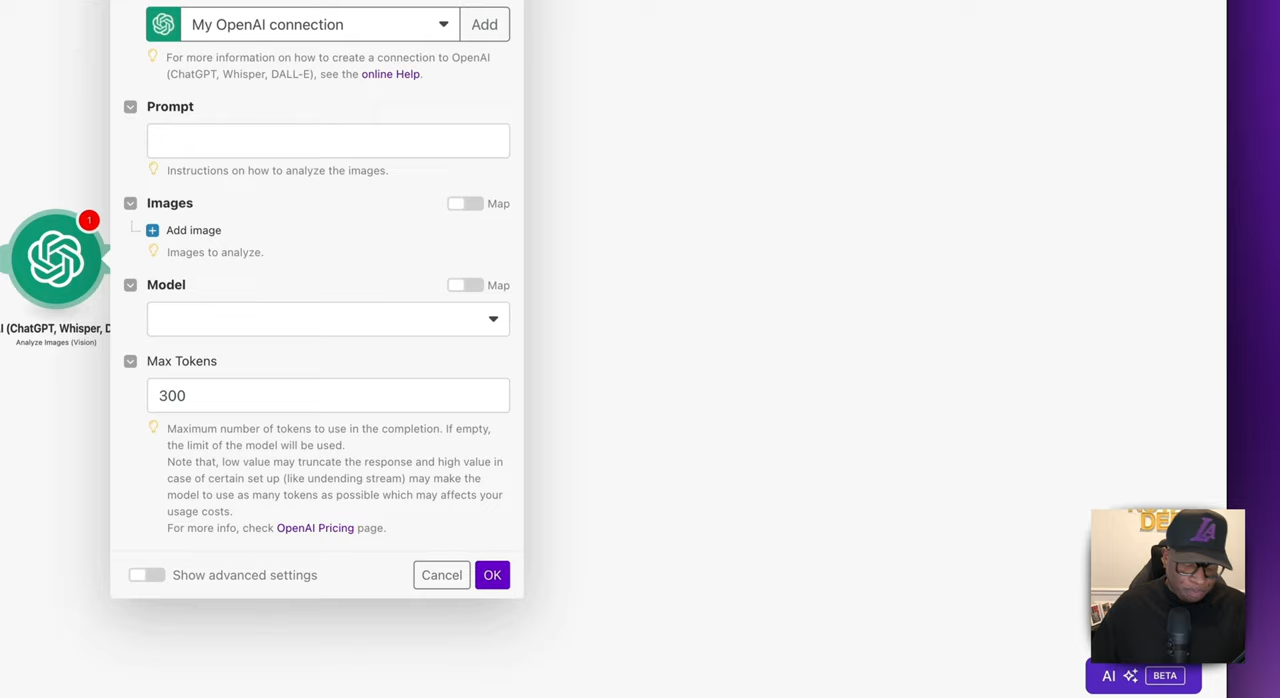 My OpenAI connection
Add
For more information on how to create a connection to OpenAI
(ChatGPT, Whisper, DALL-E), see the online Help.
Prompt
Instructions on how to analyze the images.
Images
Map
Add image
Images to analyze.
1
Model
Map
I (ChatGPT, Whisper, D
Analyze Images (Vision)
Max Tokens
300
Maximum number of tokens to use in the completion. If empty,
the limit of the model will be used.
Note that, low value may truncate the response and high value in
case of certain set up (like undending stream) may make the
model to use as many tokens as possible which may affects your
usage costs.
For more info, check OpenAI Pricing page.
Show advanced settings
Cancel
OK
LA
AI
BETA